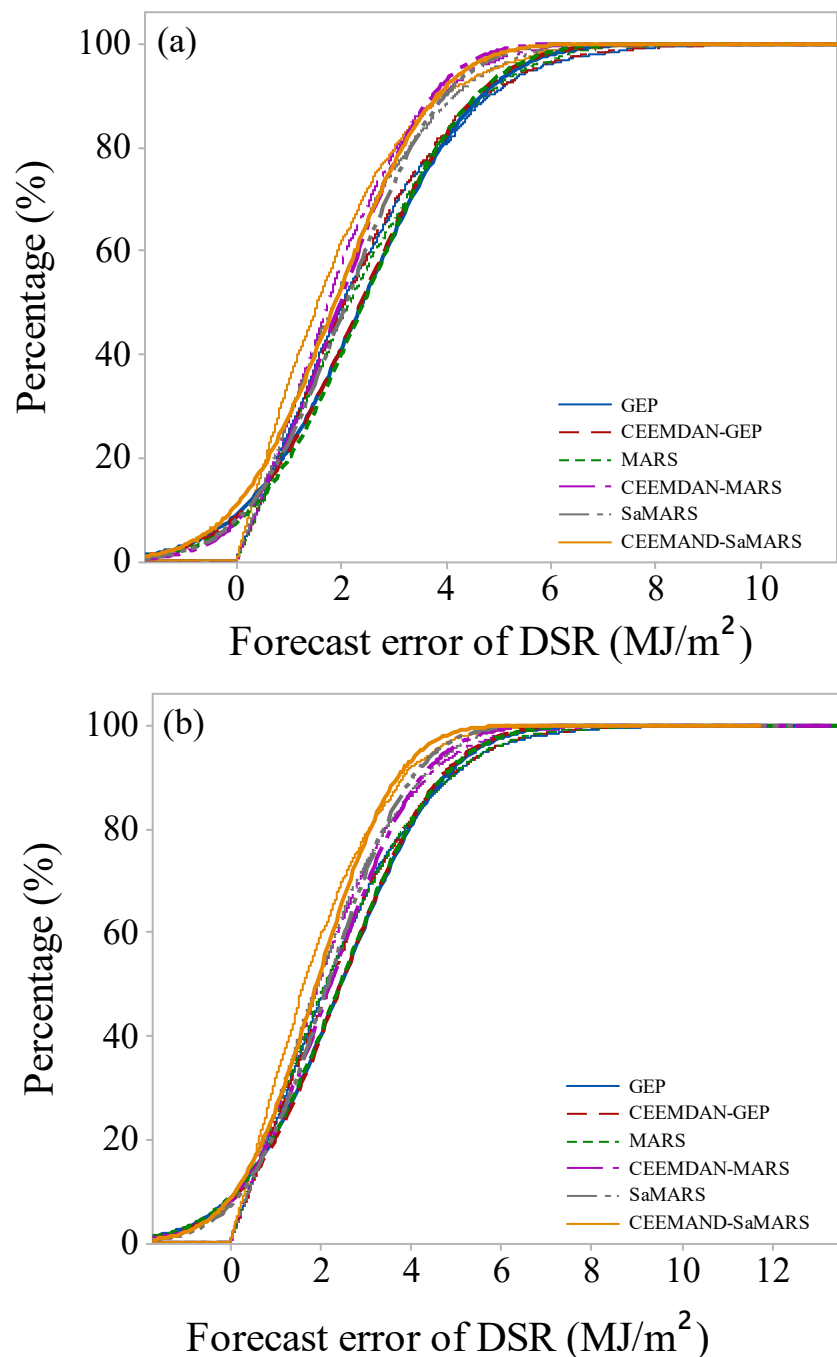 (a)
100
80
60
40
20
0
Percentage (%)
GEP
CEEMDAN-GEP
MARS
CEEMDAN-MARS
SaMARS
CEEMAND-SaMARS
0 2 4 6 8 10
Forecast error of DSR (MJ/m²)
(b)
100
80
60
40
20
0
Percentage (%)
GEP
CEEMDAN-GEP
MARS
CEEMDAN-MARS
SaMARS
CEEMAND-SaMARS
0 2 4 6 8 10 12
Forecast error of DSR (MJ/m²)